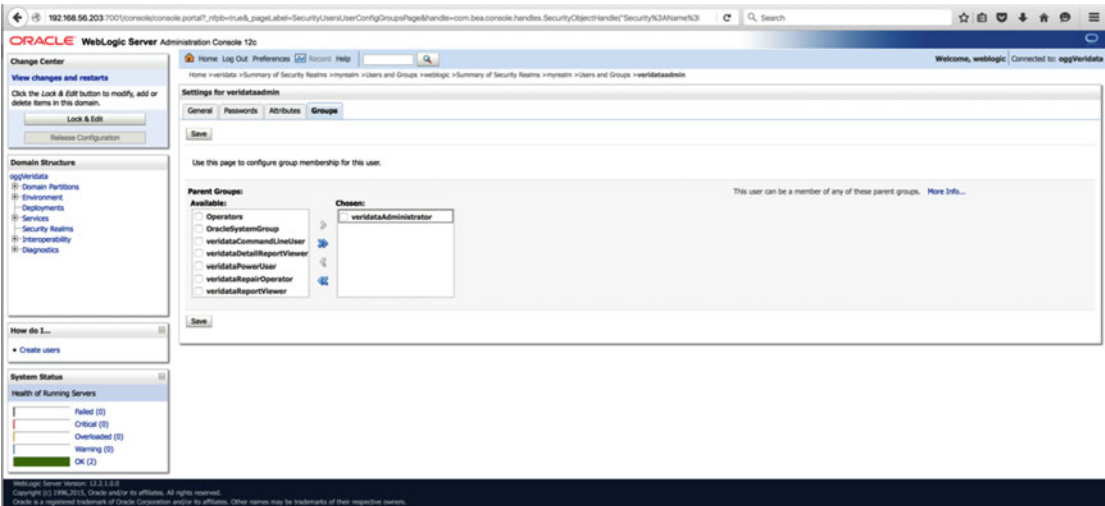 192.168.56.203:7001/console/console.portal?_nfpb=true&_pageLabel=SecurityUsersUserConfigGroupsPage&handle=com.bea.console.handles.SecurityObjectHandle("Security%3AName%3
Search
ORACLE WebLogic Server Administration Console 12c
Change Center
View changes and restarts
Click the Lock & Edit button to modify, add or
delete items in this domain.
Lock & Edit
Release Configuration
Domain Structure
oggVeridata
Domain Partitions
Environment
Deployments
Services
Security Realms
Interoperability
Diagnostics
How do I...
Create users
System Status
Health of Running Servers
Failed (0)
Critical (0)
Overloaded (0)
Warning (0)
OK (2)
Home Log Out Preferences Record Help
Welcome, weblogic Connected to: oggVeridata
Home >veridata >Summary of Security Realms >myrealm >Users and Groups >weblogic >Summary of Security Realms >myrealm >Users and Groups >veridataadmin
Settings for veridataadmin
General Passwords Attributes Groups
Save
Use this page to configure group membership for this user.
Parent Groups:
This user can be a member of any of these parent groups. More Info...
Available:
Operators
OracleSystemGroup
veridataCommandLineUser
veridataDetailReportViewer
veridataPowerUser
veridataRepairOperator
veridataReportViewer
Chosen:
veridataAdministrator
Save
WebLogic Server Version: 12.2.1.0.0
Copyright (c) 1996,2015, Oracle and/or its affiliates. All rights reserved.
Oracle is a registered trademark of Oracle Corporation and/or its affiliates. Other names may be trademarks of their respective owners.